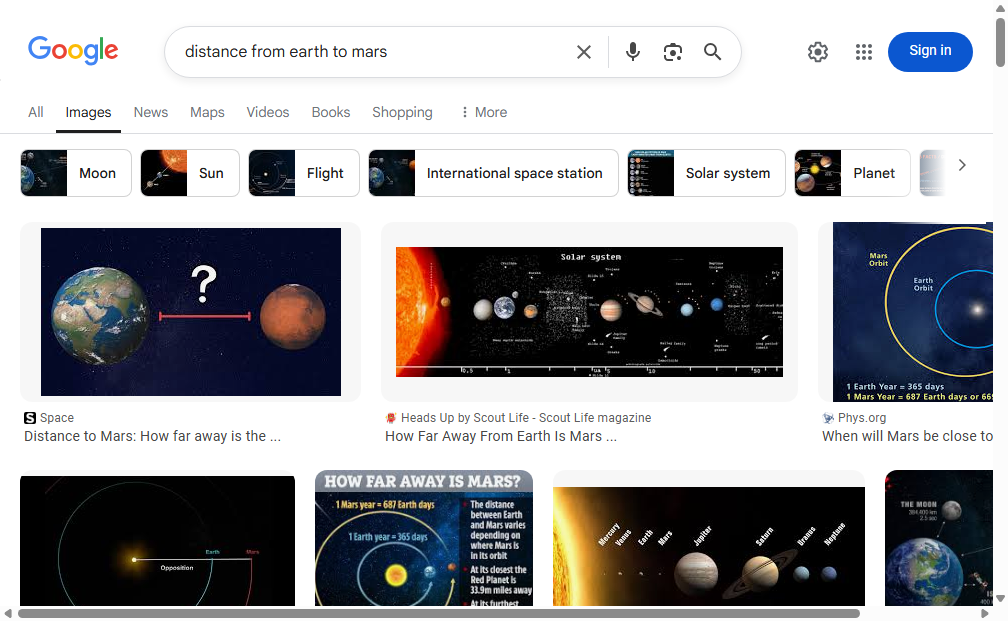 Google
distance from earth to mars
Sign in
All
Images
News
Maps
Videos
Books
Shopping
More
Moon
Sun
Flight
International space station
Solar system
Planet
?
Solar system
Mars
Orbit
Earth
Orbit
1 Earth Year = 365 days
1 Mars Year = 687 Earth days or
Space
Distance to Mars: How far away is the ...
Heads Up by Scout Life - Scout Life magazine
How Far Away From Earth Is Mars ...
Phys.org
When will Mars be close to
Earth
Mars
Opposition
HOW FAR AWAY IS MARS?
1 Mars year = 687 Earth days
1 Earth year = 365 days
The distance
between Earth
and Mars varies
depending on
where Mars is
in its orbit
At its closest the
Red Planet is
33.9m miles away
At its furthest
Mercury
Venus
Earth
Mars
Jupiter
Saturn
Uranus
Neptune
THE MOON
384,400 km
2.5 sec